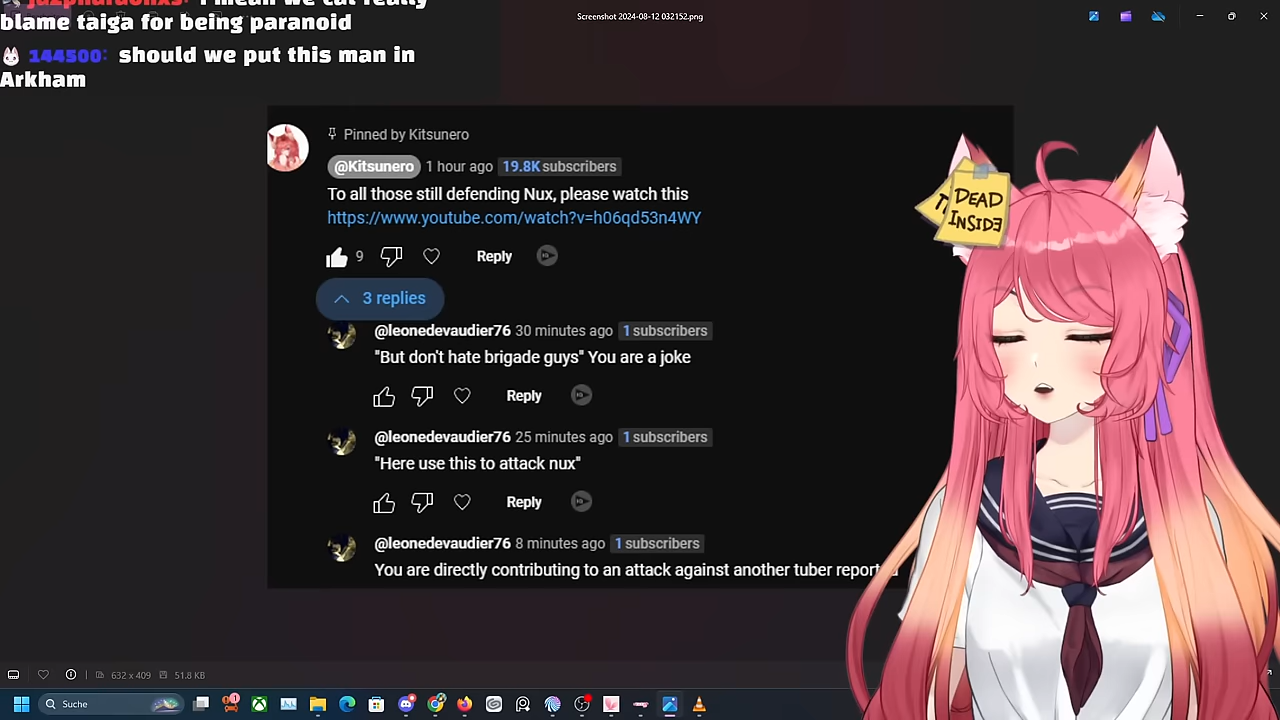 jazpharaonxs: I mean we cat really
blame taiga for being paranoid
144500: should we put this man in
Arkham
Screenshot 2024-08-12 032152.png
Pinned by Kitsunero
@Kitsunero 1 hour ago 19.8K subscribers
To all those still defending Nux, please watch this
https://www.youtube.com/watch?v=h06qd53n4WY
9 Reply
3 replies
@leonedevaudier76 30 minutes ago 1 subscribers
"But don't hate brigade guys" You are a joke
Reply
@leonedevaudier76 25 minutes ago 1 subscribers
"Here use this to attack nux"
Reply
@leonedevaudier76 8 minutes ago 1 subscribers
You are directly contributing to an attack against another tuber
DEAD
INSIDE
632 x 409 51.8 KB
Suche